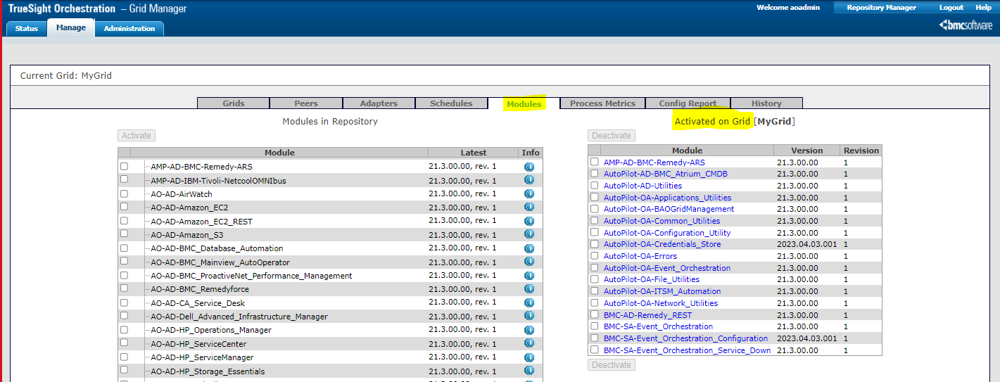 TrueSight Orchestration – Grid Manager
Welcome aoadmin
Repository Manager
Logout
Help
Status
Manage
Administration
bmcsoftware
Current Grid: MyGrid
Grids
Peers
Adapters
Schedules
Modules
Process Metrics
Config Report
History
Modules in Repository
Activate
Module Latest Info
AMP-AD-BMC-Remedy-ARS 21.3.00.00, rev. 1
AMP-AD-IBM-Tivoli-NetcoolOMNIbus 21.3.00.00, rev. 1
AO-AD-AirWatch 21.3.00.00, rev. 1
AO-AD-Amazon_EC2 21.3.00.00, rev. 1
AO-AD-Amazon_EC2_REST 21.3.00.00, rev. 1
AO-AD-Amazon_S3 21.3.00.00, rev. 1
AO-AD-BMC_Database_Automation 21.3.00.00, rev. 1
AO-AD-BMC_Mainview_AutoOperator 21.3.00.00, rev. 1
AO-AD-BMC_ProactiveNet_Performance_Management 21.3.00.00, rev. 1
AO-AD-BMC_Remedyforce 21.3.00.00, rev. 1
AO-AD-CA_Service_Desk 21.3.00.00, rev. 1
AO-AD-Dell_Advanced_Infrastructure_Manager 21.3.00.00, rev. 1
AO-AD-HP_Operations_Manager 21.3.00.00, rev. 1
AO-AD-HP_ServiceCenter 21.3.00.00, rev. 1
AO-AD-HP_ServiceManager 21.3.00.00, rev. 1
AO-AD-HP_Storage_Essentials 21.3.00.00, rev. 1
Activated on Grid [MyGrid]
Deactivate
Module Version Revision
AMP-AD-BMC-Remedy-ARS 21.3.00.00 1
AutoPilot-AD-BMC_Atrium_CMDB 21.3.00.00 1
AutoPilot-AD-Utilities 21.3.00.00 1
AutoPilot-OA-Applications_Utilities 21.3.00.00 1
AutoPilot-OA-BAOGridManagement 21.3.00.00 1
AutoPilot-OA-Common_Utilities 21.3.00.00 1
AutoPilot-OA-Configuration_Utility 21.3.00.00 1
AutoPilot-OA-Credentials_Store 2023.04.03.001 1
AutoPilot-OA-Errors 21.3.00.00 1
AutoPilot-OA-Event_Orchestration 21.3.00.00 1
AutoPilot-OA-File_Utilities 21.3.00.00 1
AutoPilot-OA-ITSM_Automation 21.3.00.00 1
AutoPilot-OA-Network_Utilities 21.3.00.00 1
BMC-AD-Remedy_REST 21.3.00.00 1
BMC-SA-Event_Orchestration 21.3.00.00 1
BMC-SA-Event_Orchestration_Configuration 2023.04.03.001 1
BMC-SA-Event_Orchestration_Service_Down 21.3.00.00 1
Deactivate